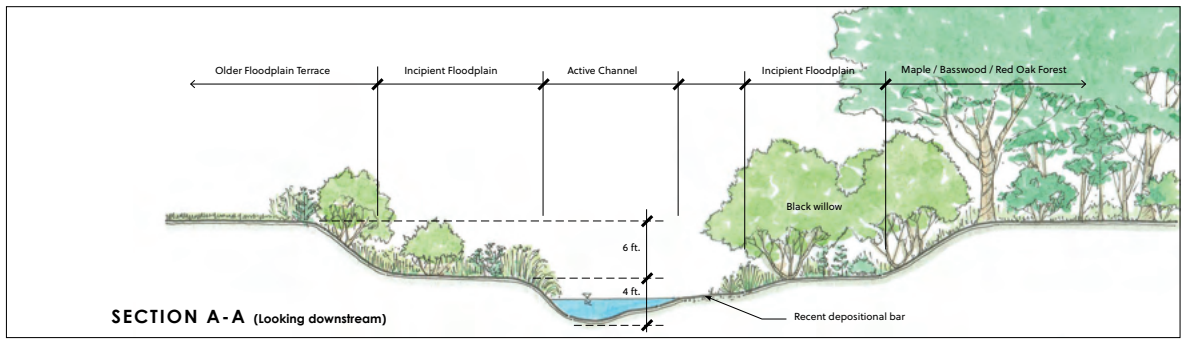 Older Floodplain Terrace
Incipient Floodplain
Active Channel
Incipient Floodplain
Maple / Basswood / Red Oak Forest
Black willow
6 ft.
4 ft.
Recent depositional bar
SECTION A-A (Looking downstream)